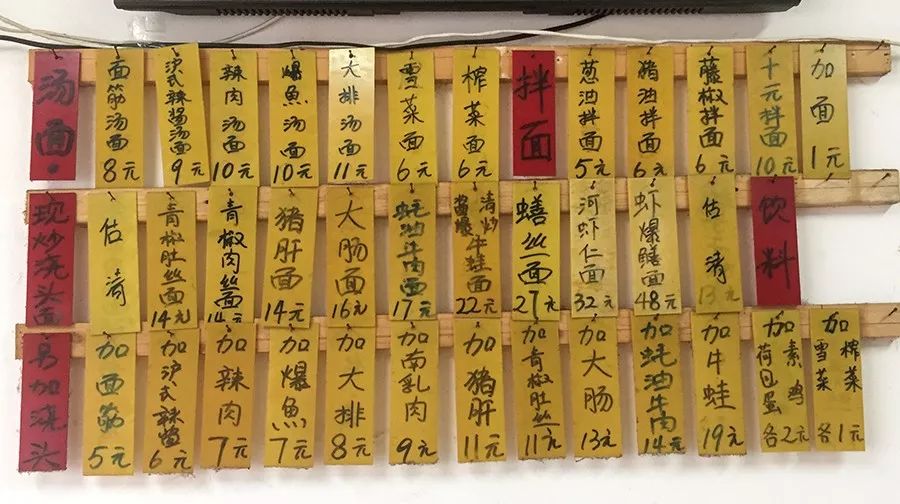 汤面
面筋汤面 8元
沪式辣酱汤面 9元
辣肉汤面 10元
爆魚汤面 10元
大排汤面 11元
雪菜面 6元
榨菜面 6元
拌面
葱油拌面 5元
猪油拌面 6元
藤椒拌面 6元
十元拌面 10元
加面 1元
现炒浇头面
估清
青椒肚丝面 14元
青椒肉丝面 14元
猪肝面 14元
大肠面 16元
蚝油牛肉面 17元
酱爆 清炒 牛蛙面 22元
鳝丝面 27元
河虾仁面 32元
虾爆鳝面 48元
估清 13元
饮料
另加浇头
加面筋 5元
加沪式辣酱 6元
加辣肉 7元
加爆魚 7元
加大排 8元
加南乳肉 9元
加猪肝 11元
加青椒肚丝 11元
加大肠 13元
加蚝油牛肉 14元
加牛蛙 19元
加素鸡 荷包蛋 各2元
加榨菜 雪菜 各1元